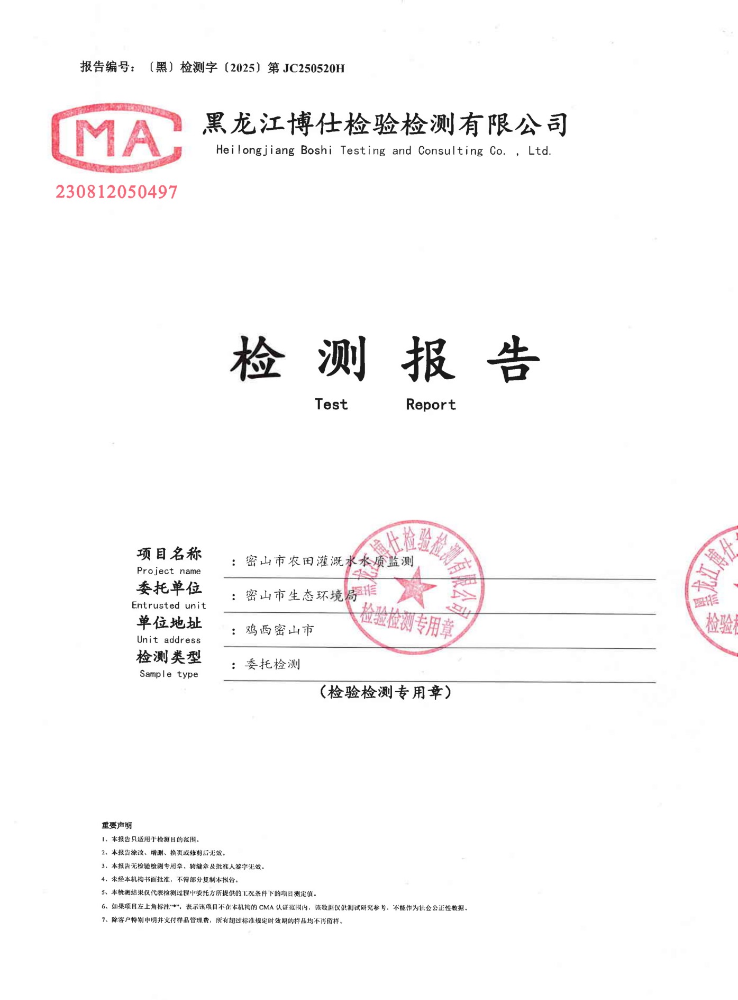 报告编号：〔黑〕检测字〔2025〕第 JC250520H
MA
黑龙江博仕检验检测有限公司
Heilongjiang Boshi Testing and Consulting Co. , Ltd.
230812050497
检测报告
Test Report
项目名称
Project name
：密山市农田灌溉水水质监测
委托单位
Entrusted unit
：密山市生态环境局
单位地址
Unit address
：鸡西密山市
检测类型
Sample type
：委托检测
（检验检测专用章）
黑龙江博仕检验检测有限公司
检验检测专用章
黑龙江博仕
检验
重要声明
1、本报告只适用于检测目的范围。
2、本报告涂改、增删、换页或修剪后无效。
3、本报告无检验检测专用章、骑缝章及批准人签字无效。
4、未经本机构书面批准，不得部分复制本报告。
5、本检测结果仅代表检测过程中委托方所提供的工况条件下的项目测定值。
6、如果项目左上角标注"*"，表示该项目不在本机构的 CMA 认证范围内，该数据仅供测试研究参考，不能作为社会公正性数据。
7、除客户特别申明并支付样品管理费，所有超过标准规定时效期的样品均不再留样。